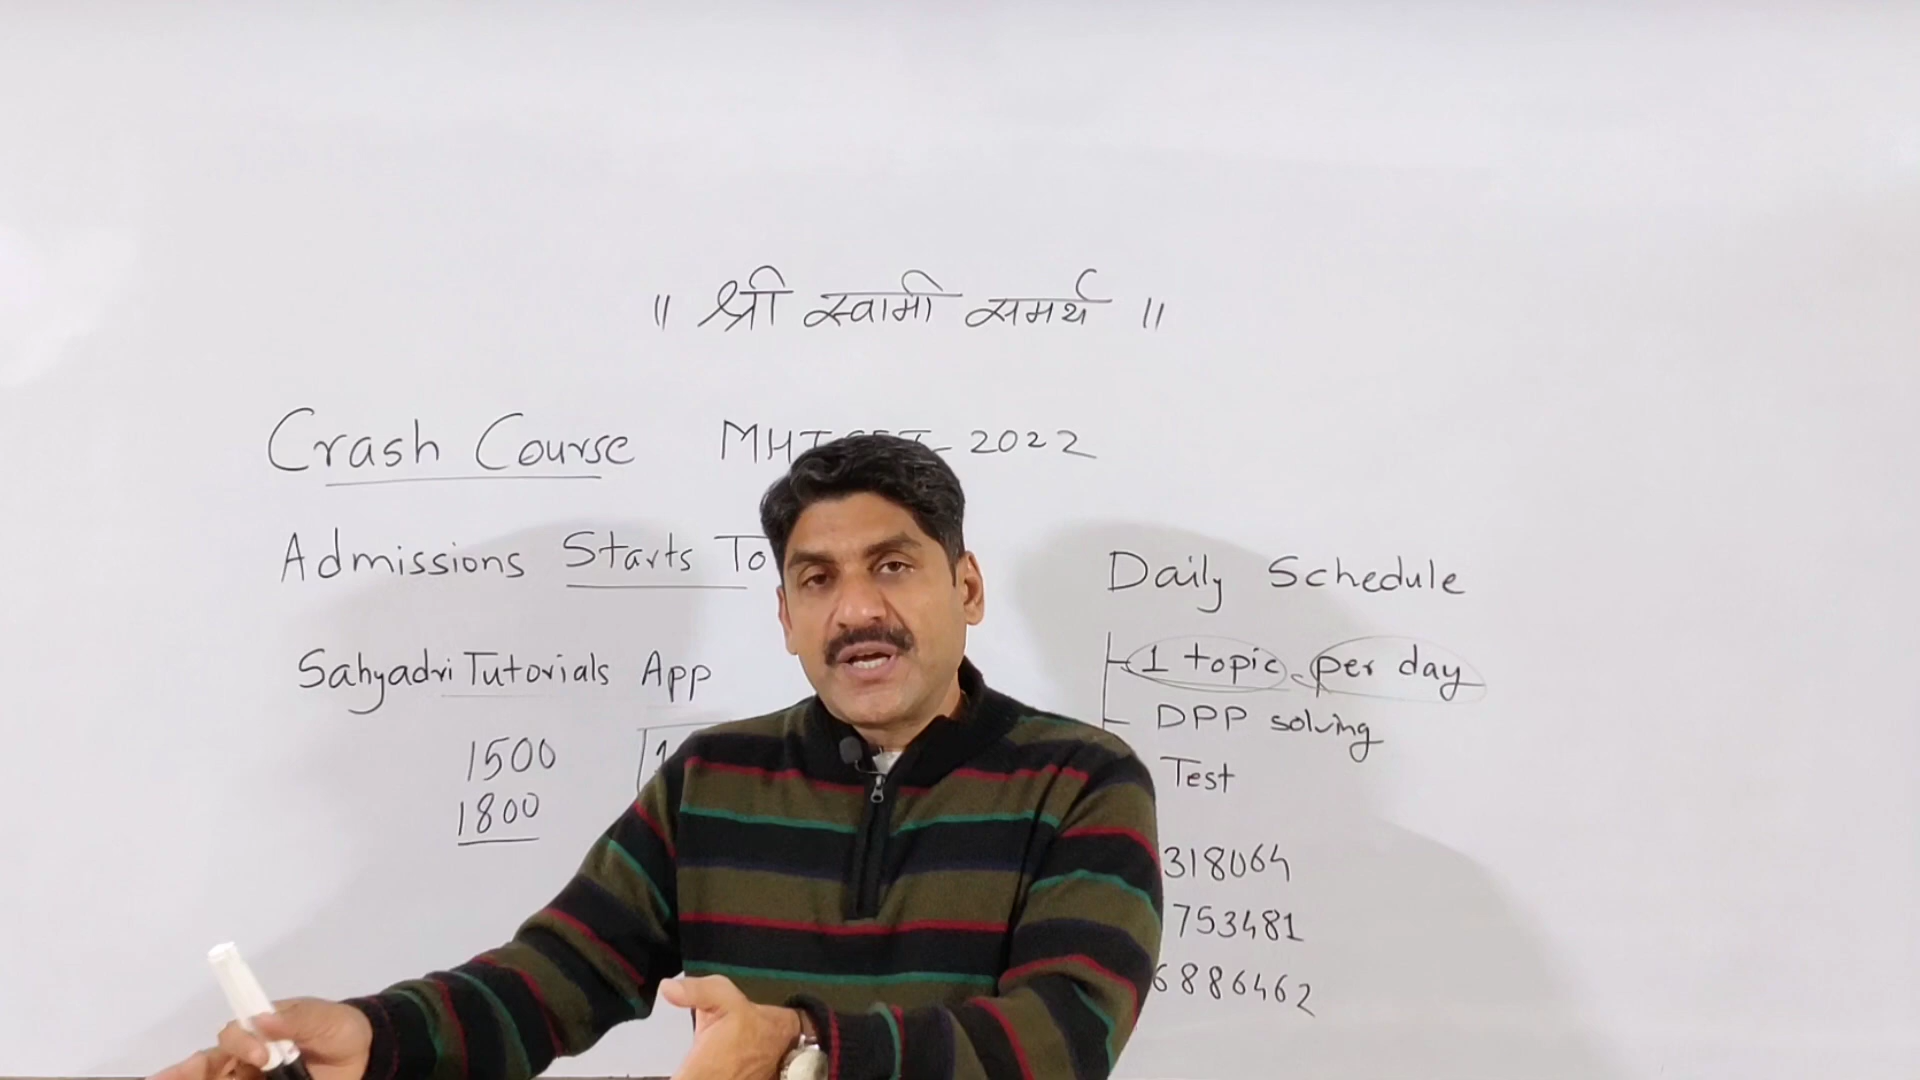 ॥ श्री स्वामी समर्थ ॥
Crash Course MHTCET-2022
Admissions Starts To
Sahyadri Tutorials App
1500
1800
Daily Schedule
1 topic per day
DPP solving
Test
318064
753481
6886462